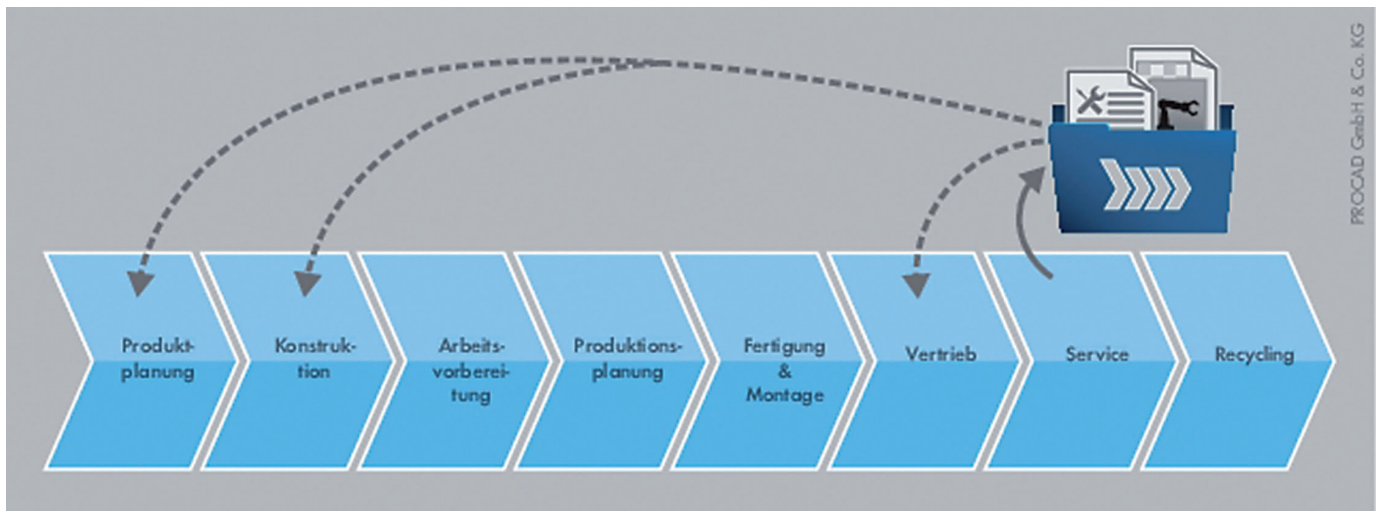 PROCAD GmbH & Co. KG
Produkt-
planung
Konstruk-
tion
Arbeits-
vorberei-
tung
Produktions-
planung
Fertigung
&
Montage
Vertrieb
Service
Recycling